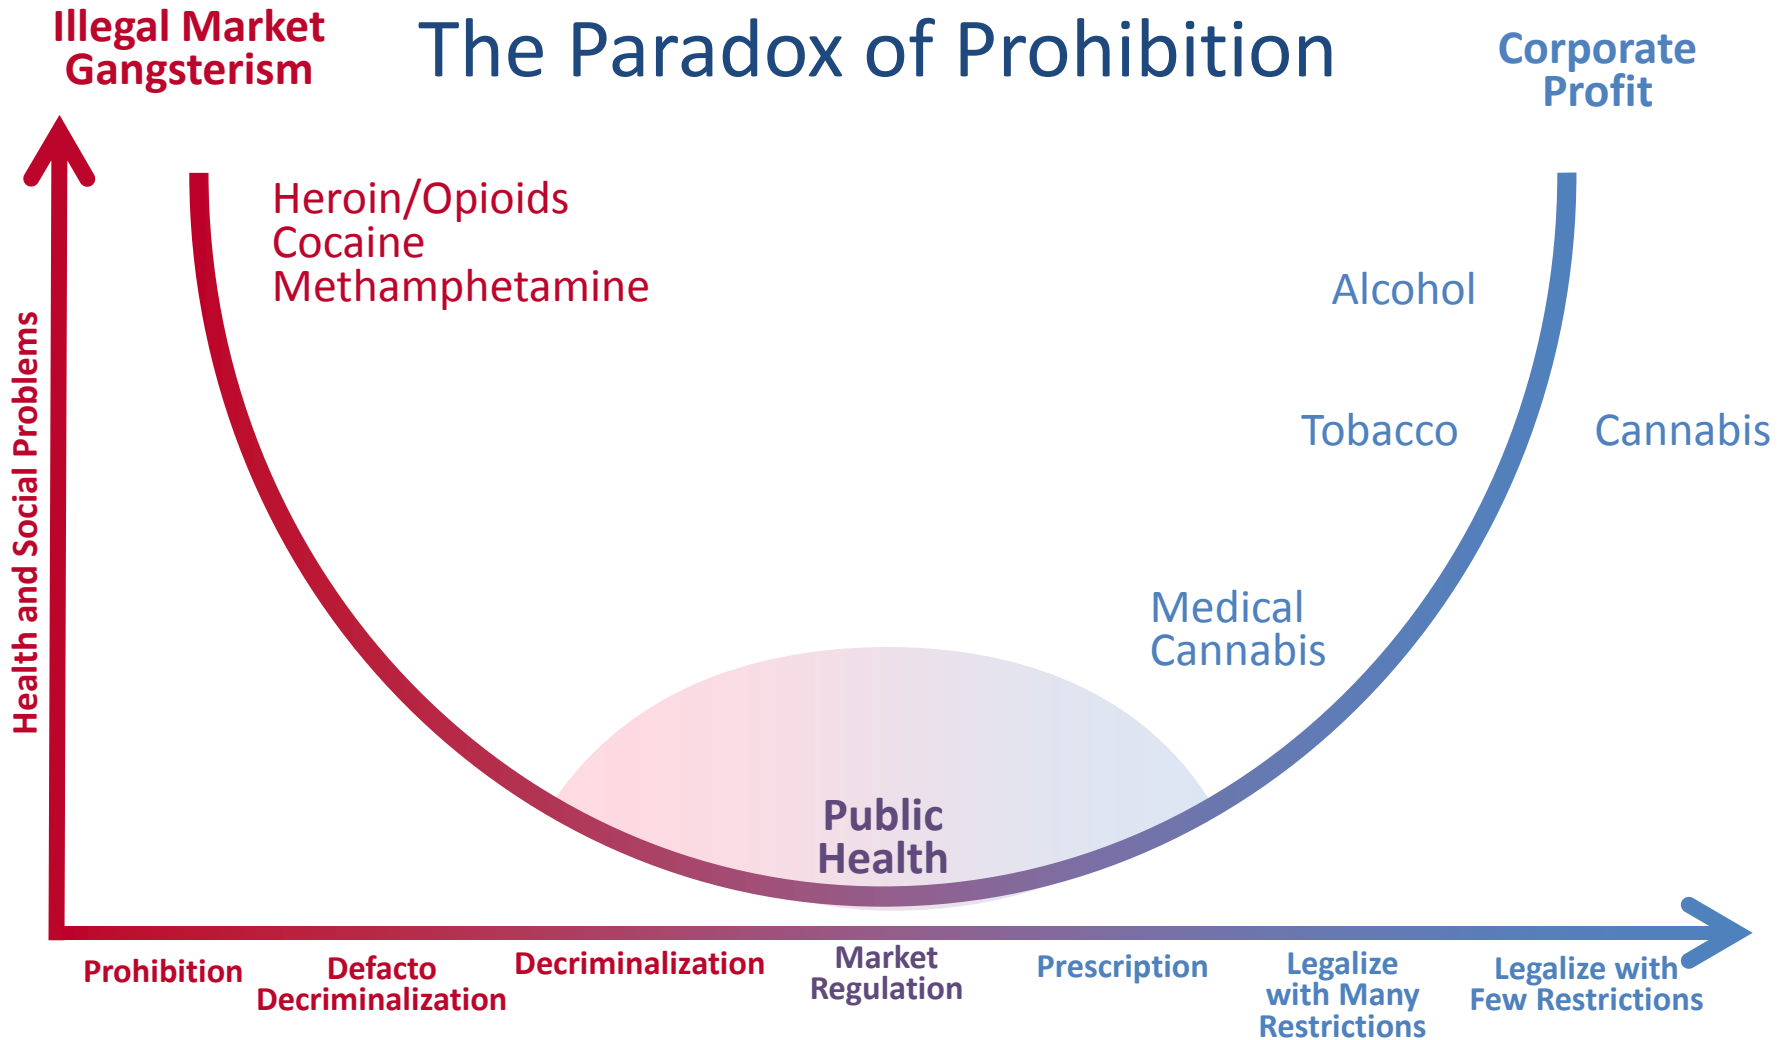 Illegal Market
Gangsterism
The Paradox of Prohibition
Corporate
Profit
Heroin/Opioids
Cocaine
Methamphetamine
Alcohol
Tobacco
Cannabis
Medical
Cannabis
Health and Social Problems
Public
Health
Prohibition
Defacto
Decriminalization
Decriminalization
Market
Regulation
Prescription
Legalize
with Many
Restrictions
Legalize with
Few Restrictions